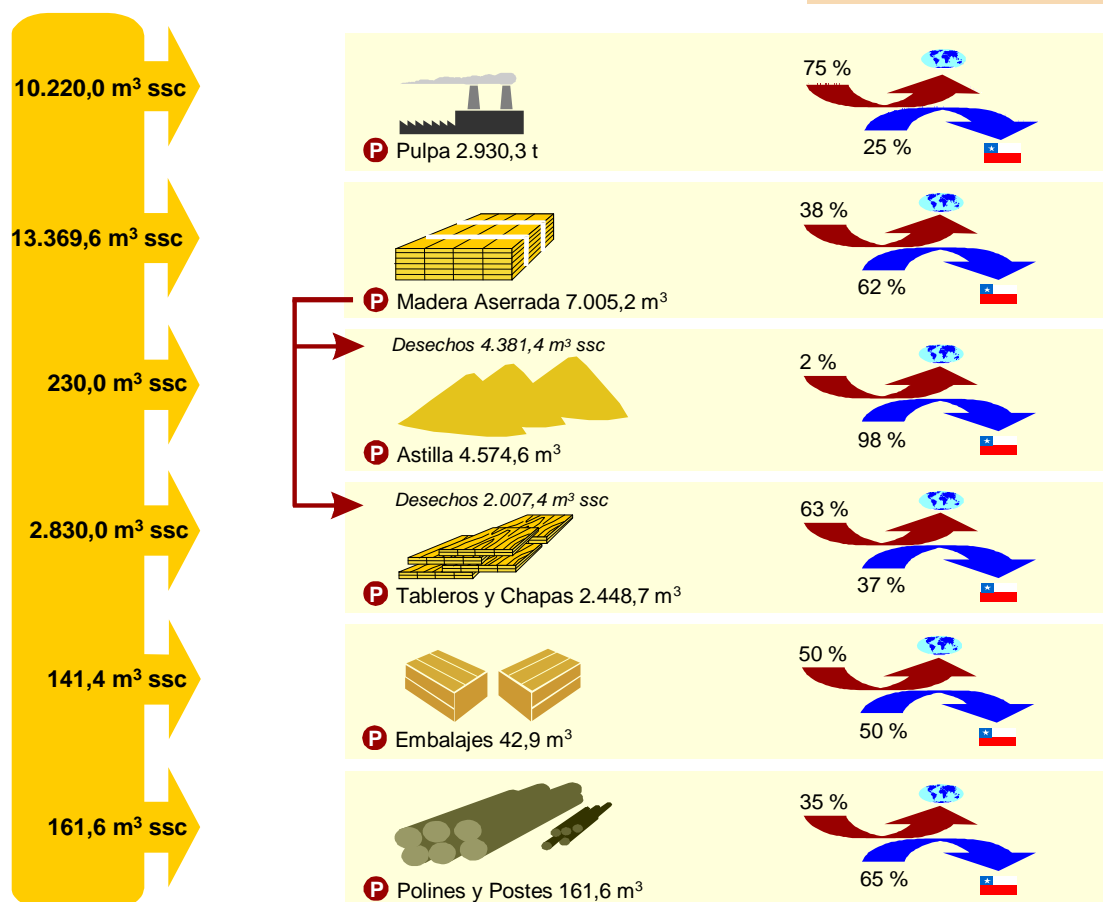 10.220,0 m³ ssc
75 %
25 %
P Pulpa 2.930,3 t
13.369,6 m³ ssc
38 %
62 %
P Madera Aserrada 7.005,2 m³
Desechos 4.381,4 m³ ssc
230,0 m³ ssc
2 %
98 %
P Astilla 4.574,6 m³
Desechos 2.007,4 m³ ssc
2.830,0 m³ ssc
63 %
37 %
P Tableros y Chapas 2.448,7 m³
141,4 m³ ssc
50 %
50 %
P Embalajes 42,9 m³
161,6 m³ ssc
35 %
65 %
P Polines y Postes 161,6 m³